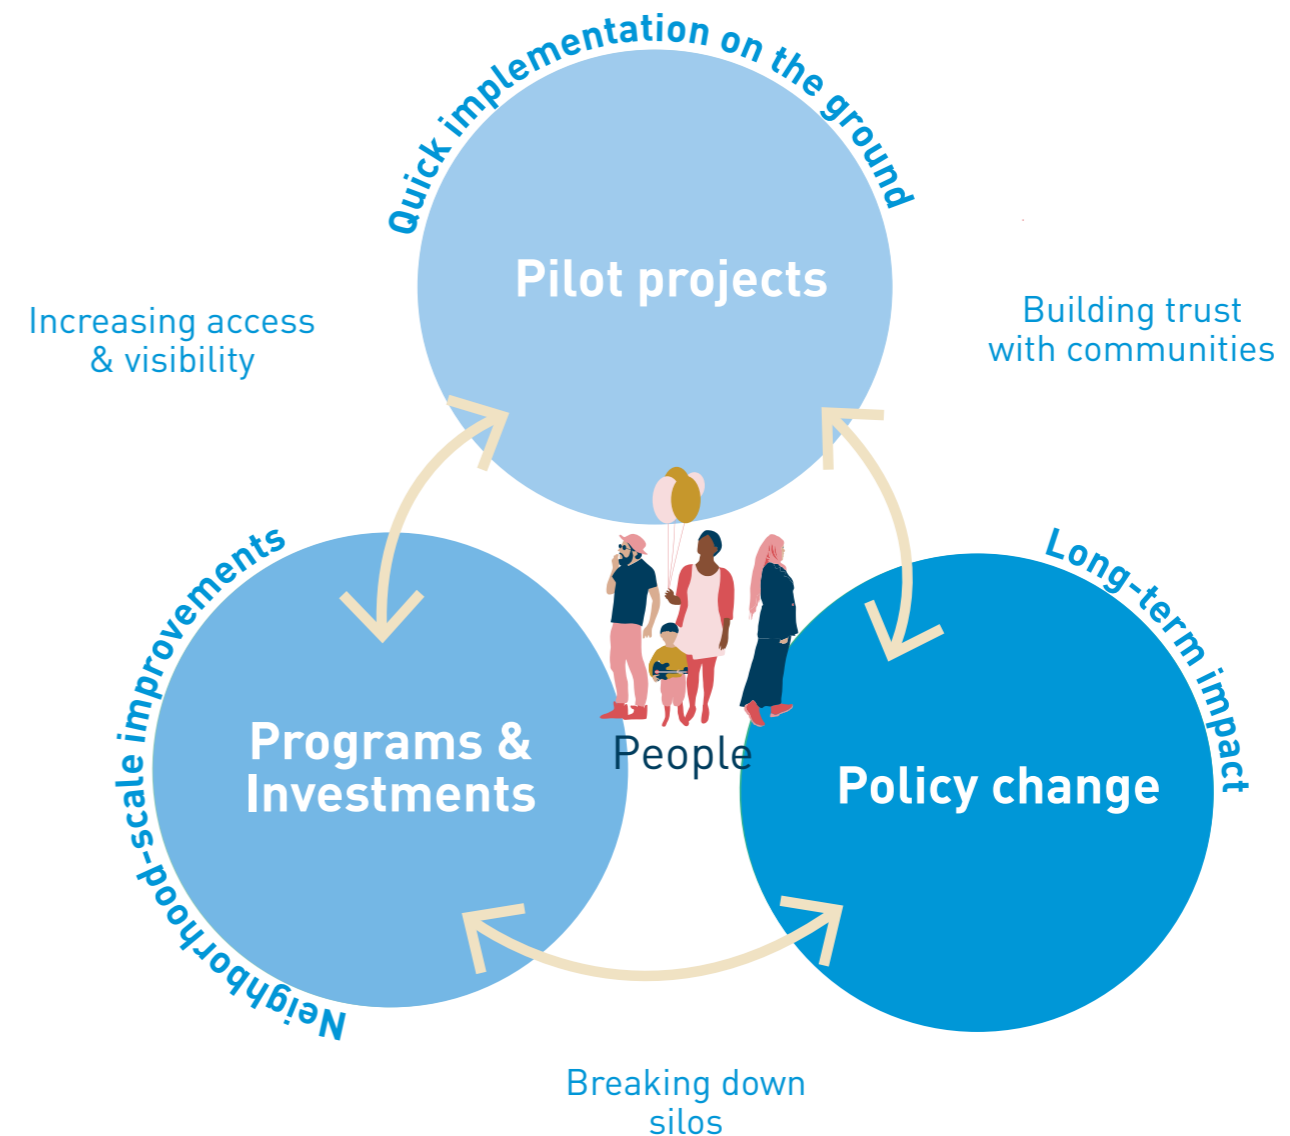 Quick implementation on the ground
Pilot projects
Increasing access
& visibility
Building trust
with communities
Neighborhood-scale improvements
Programs &
Investments
People
Long-term impact
Policy change
Breaking down
silos